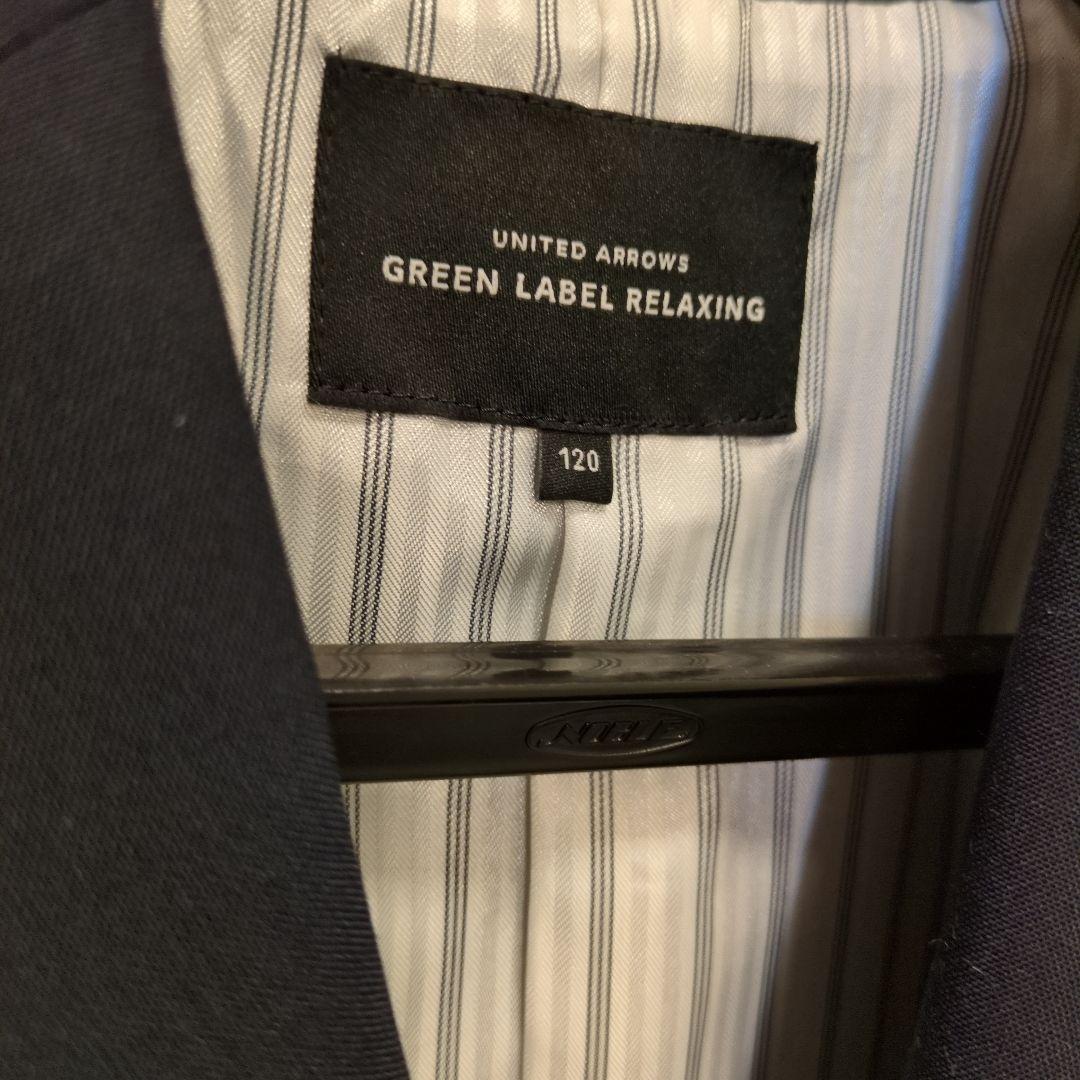 UNITED ARROWS
GREEN LABEL RELAXING
120